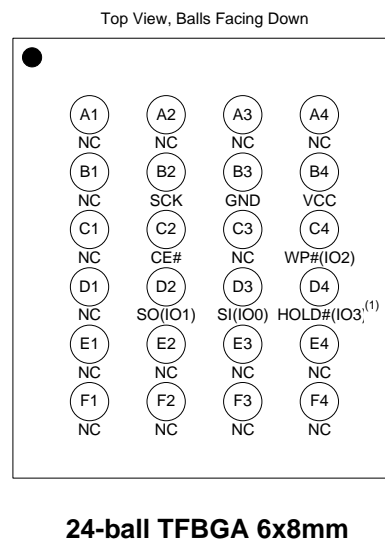 Top View, Balls Facing Down
A1 A2 A3 A4
NC NC NC NC
B1 B2 B3 B4
NC SCK GND VCC
C1 C2 C3 C4
NC CE# NC WP#(IO2)
D1 D2 D3 D4
NC SO(IO1) SI(IO0) HOLD#(IO3)(1)
E1 E2 E3 E4
NC NC NC NC
F1 F2 F3 F4
NC NC NC NC
24-ball TFBGA 6x8mm